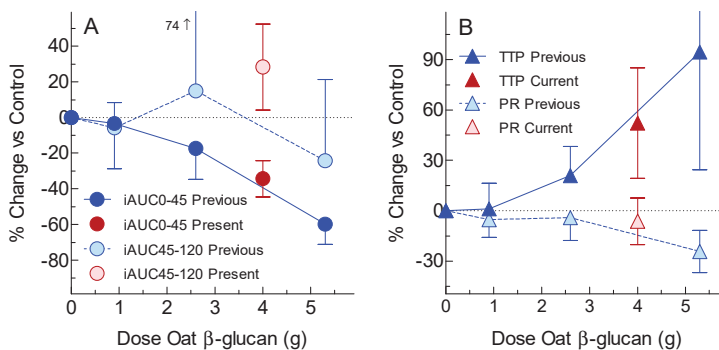 A
74 ↑
40
20
0
-20
-40
-60
-80
% Change vs Control
iAUC0-45 Previous
iAUC0-45 Present
iAUC45-120 Previous
iAUC45-120 Present
0 1 2 3 4 5
Dose Oat β-glucan (g)
B
90
60
30
0
-30
% Change vs Control
TTP Previous
TTP Current
PR Previous
PR Current
0 1 2 3 4 5
Dose Oat β-glucan (g)